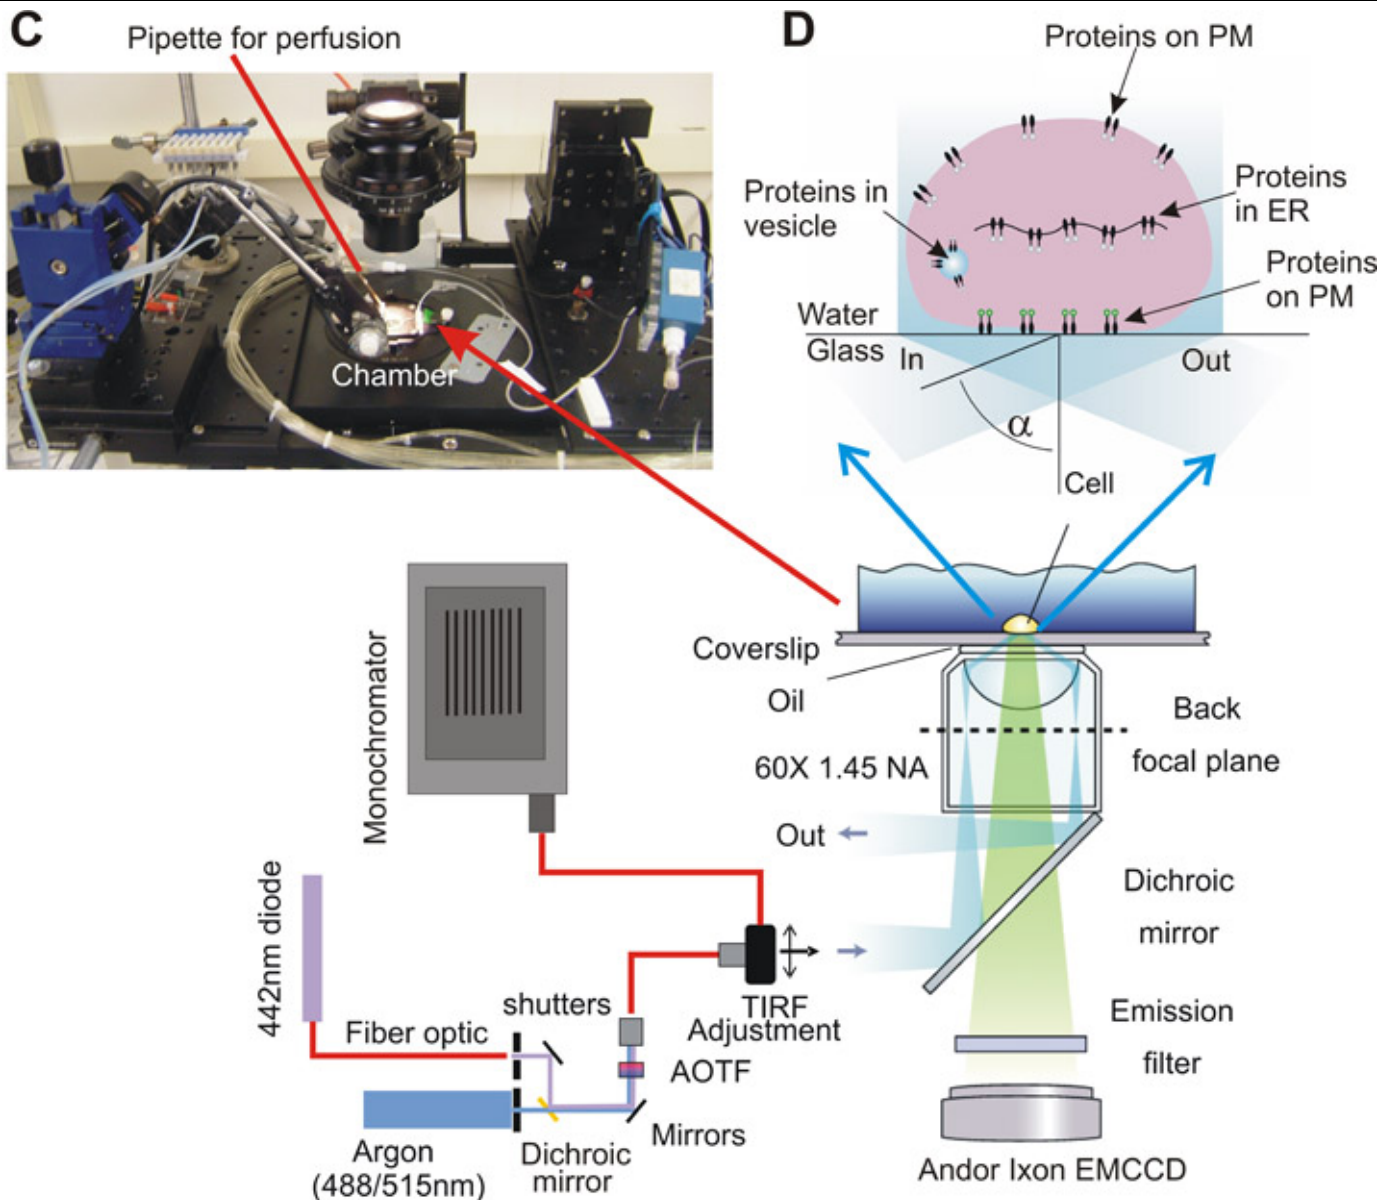 C
Pipette for perfusion
Chamber
D
Proteins on PM
Proteins in
vesicle
Proteins
in ER
Proteins
on PM
Water
Glass
In
Out
α
Cell
Coverslip
Oil
60X 1.45 NA
Back
focal plane
Out
Dichroic
mirror
Emission
filter
Andor Ixon EMCCD
Monochromator
442nm diode
Fiber optic
shutters
TIRF
Adjustment
AOTF
Mirrors
Argon
(488/515nm)
Dichroic
mirror